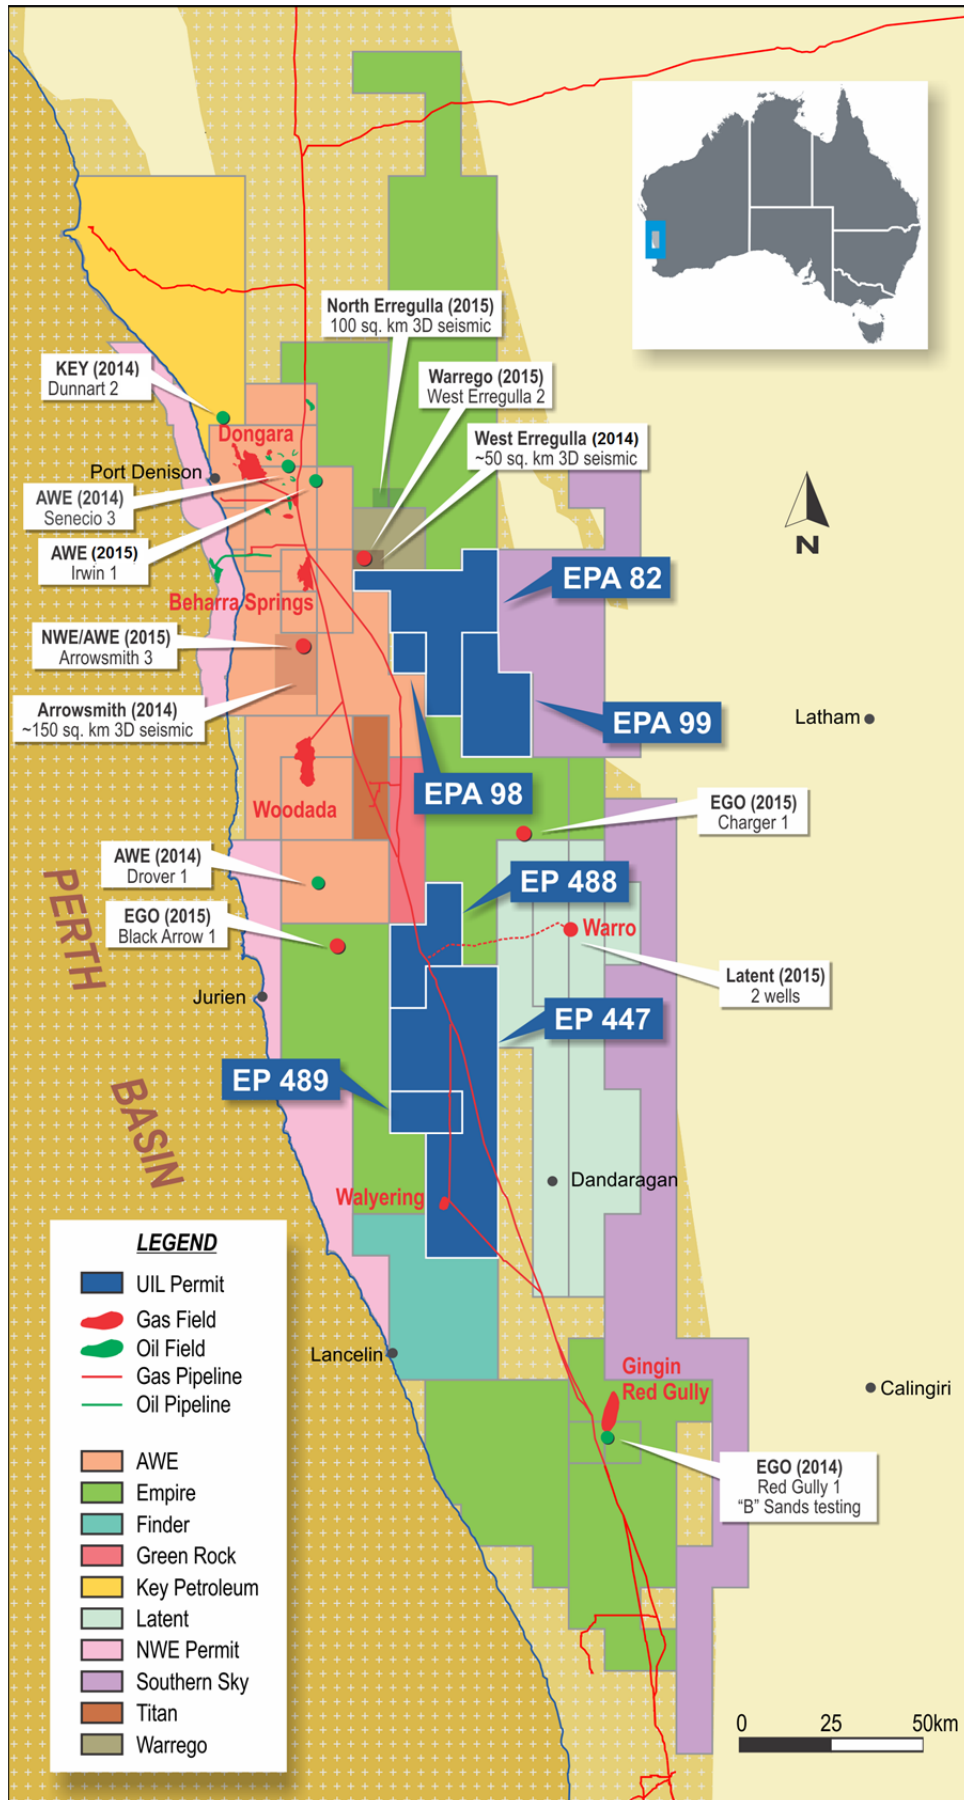 North Erregulla (2015)
100 sq. km 3D seismic
KEY (2014)
Dunnart 2
Warrego (2015)
West Erregulla 2
West Erregulla (2014)
~50 sq. km 3D seismic
Dongara
Port Denison
AWE (2014)
Senecio 3
AWE (2015)
Irwin 1
N
EPA 82
Beharra Springs
NWE/AWE (2015)
Arrowsmith 3
Arrowsmith (2014)
~150 sq. km 3D seismic
EPA 99
Latham
EPA 98
Woodada
EGO (2015)
Charger 1
AWE (2014)
Drover 1
EP 488
EGO (2015)
Black Arrow 1
Warro
PERTH
BASIN
Latent (2015)
2 wells
Jurien
EP 447
EP 489
Dandaragan
Walyering
LEGEND
UIL Permit
Gas Field
Oil Field
Gas Pipeline
Oil Pipeline
AWE
Empire
Finder
Green Rock
Key Petroleum
Latent
NWE Permit
Southern Sky
Titan
Warrego
Lancelin
Gingin
Red Gully
Calingiri
EGO (2014)
Red Gully 1
“B” Sands testing
0 25 50km